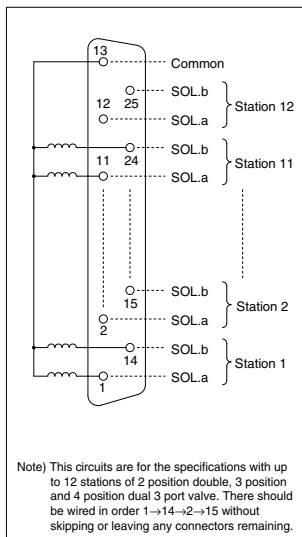 13
Common
25
SOL.b
12
SOL.a
Station 12
24
SOL.b
11
SOL.a
Station 11
15
SOL.b
2
SOL.a
Station 2
14
SOL.b
1
SOL.a
Station 1
Note) This circuits are for the specifications with up
to 12 stations of 2 position double, 3 position
and 4 position dual 3 port valve. There should
be wired in order 1→14→2→15 without
skipping or leaving any connectors remaining.